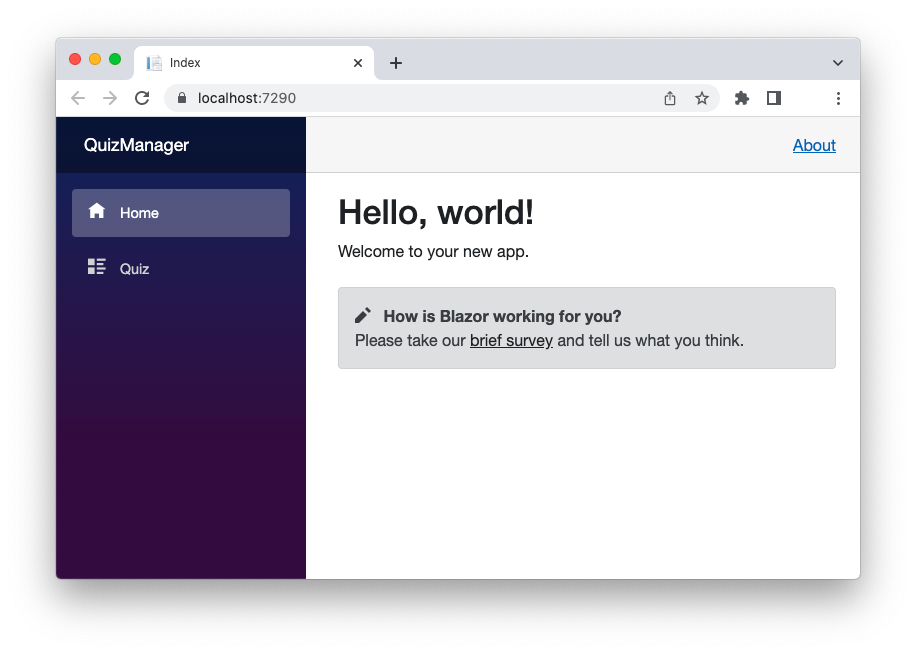 Index
localhost:7290
QuizManager
About
Home
Quiz
Hello, world!
Welcome to your new app.
How is Blazor working for you?
Please take our brief survey and tell us what you think.